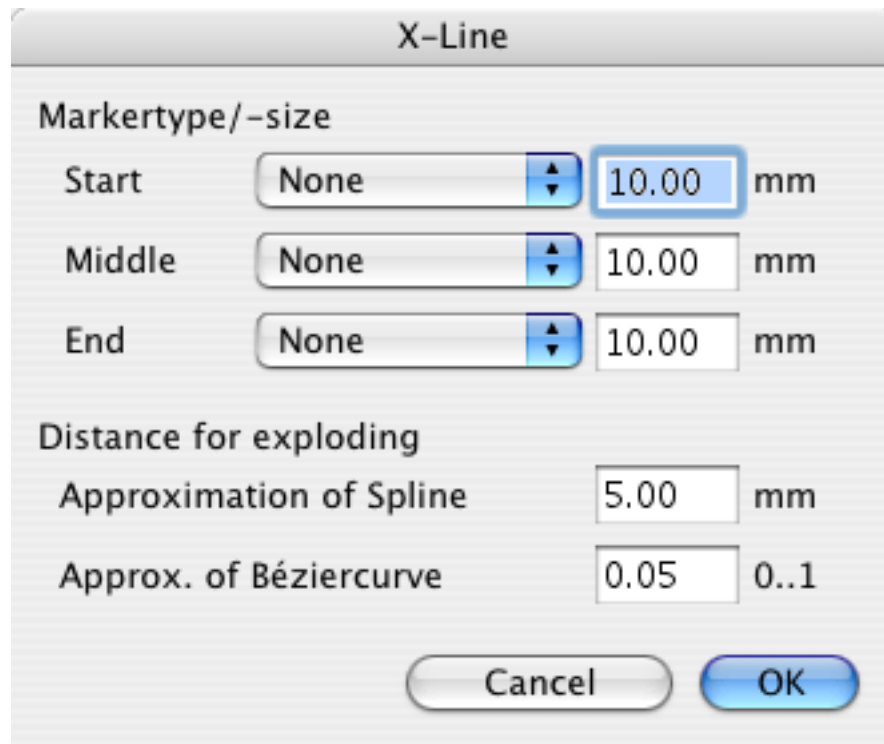 X-Line
Markertype/-size
Start None 10.00 mm
Middle None 10.00 mm
End None 10.00 mm
Distance for exploding
Approximation of Spline 5.00 mm
Approx. of Béziercurve 0.05 0..1
Cancel OK